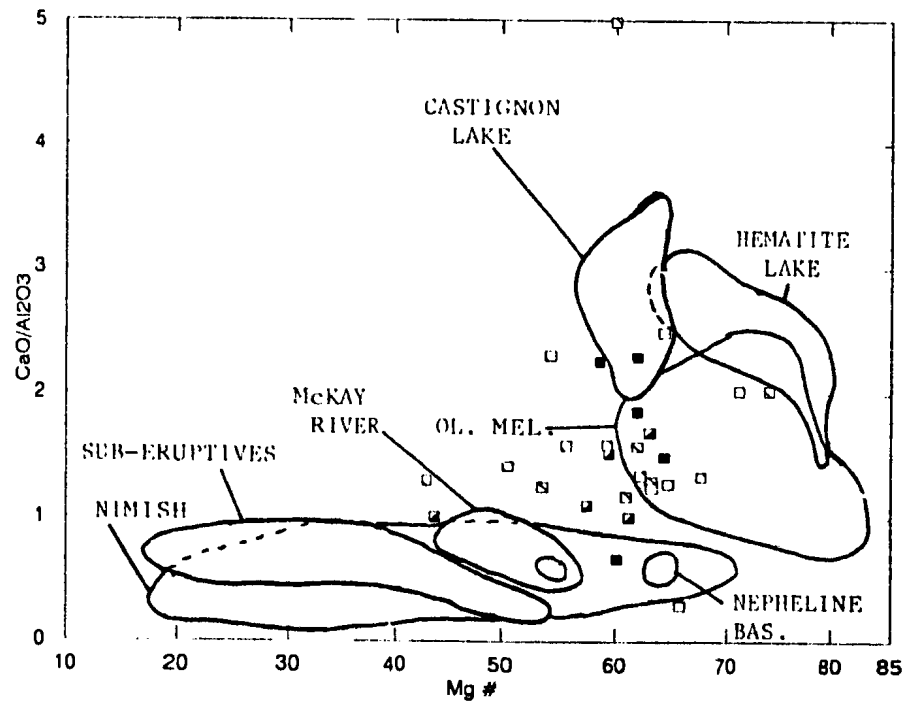 5
4
3
2
1
0
CaO/Al2O3
CASTIGNON
LAKE
HEMATITE
LAKE
McKAY
RIVER
OL. MEL.
SUB-ERUPTIVES
NIMISH
NEPHELINE
BAS.
10 20 30 40 50 60 70 80 85
Mg #